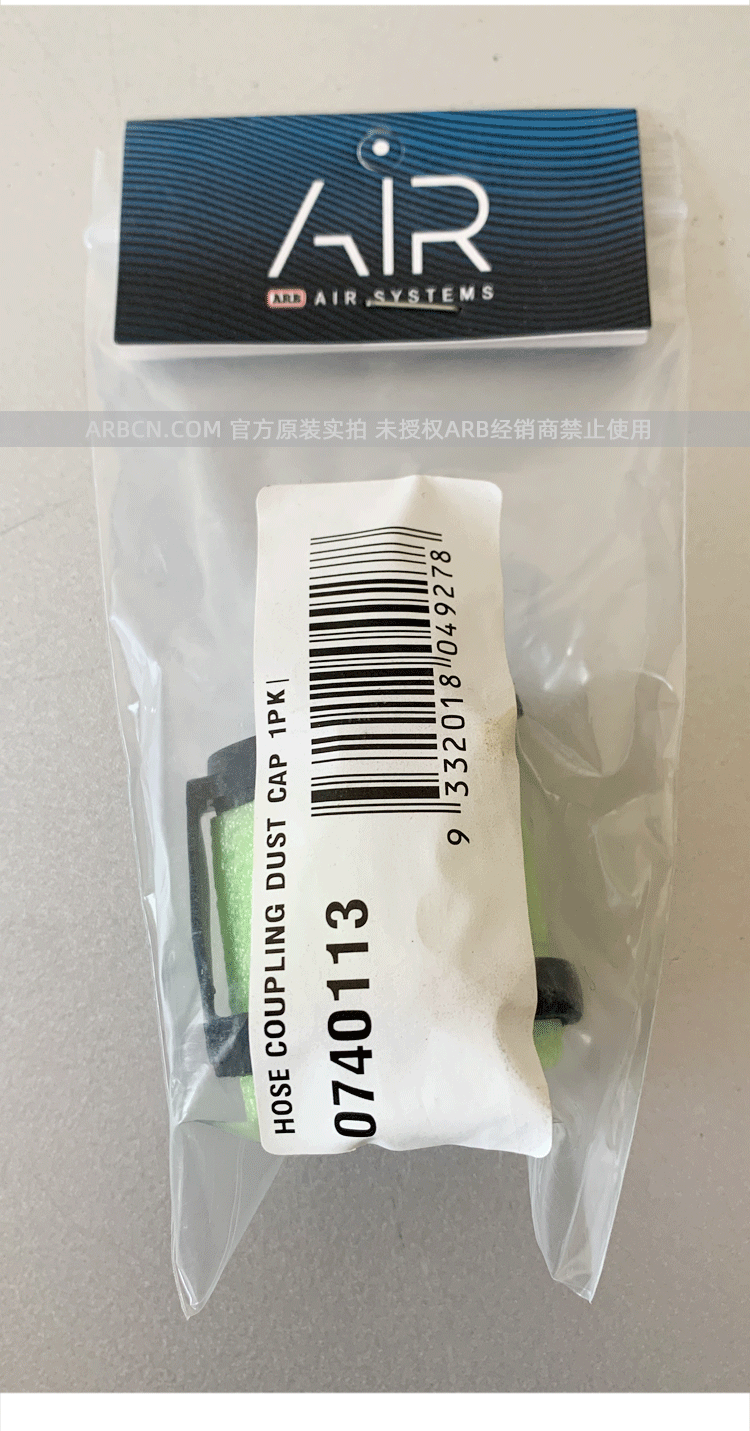 AIR
ARB AIR SYSTEMS
ARBCN.COM 官方原装实拍 未授权ARB经销商禁止使用
HOSE COUPLING DUST CAP 1PK
0740113
9 332018 049278